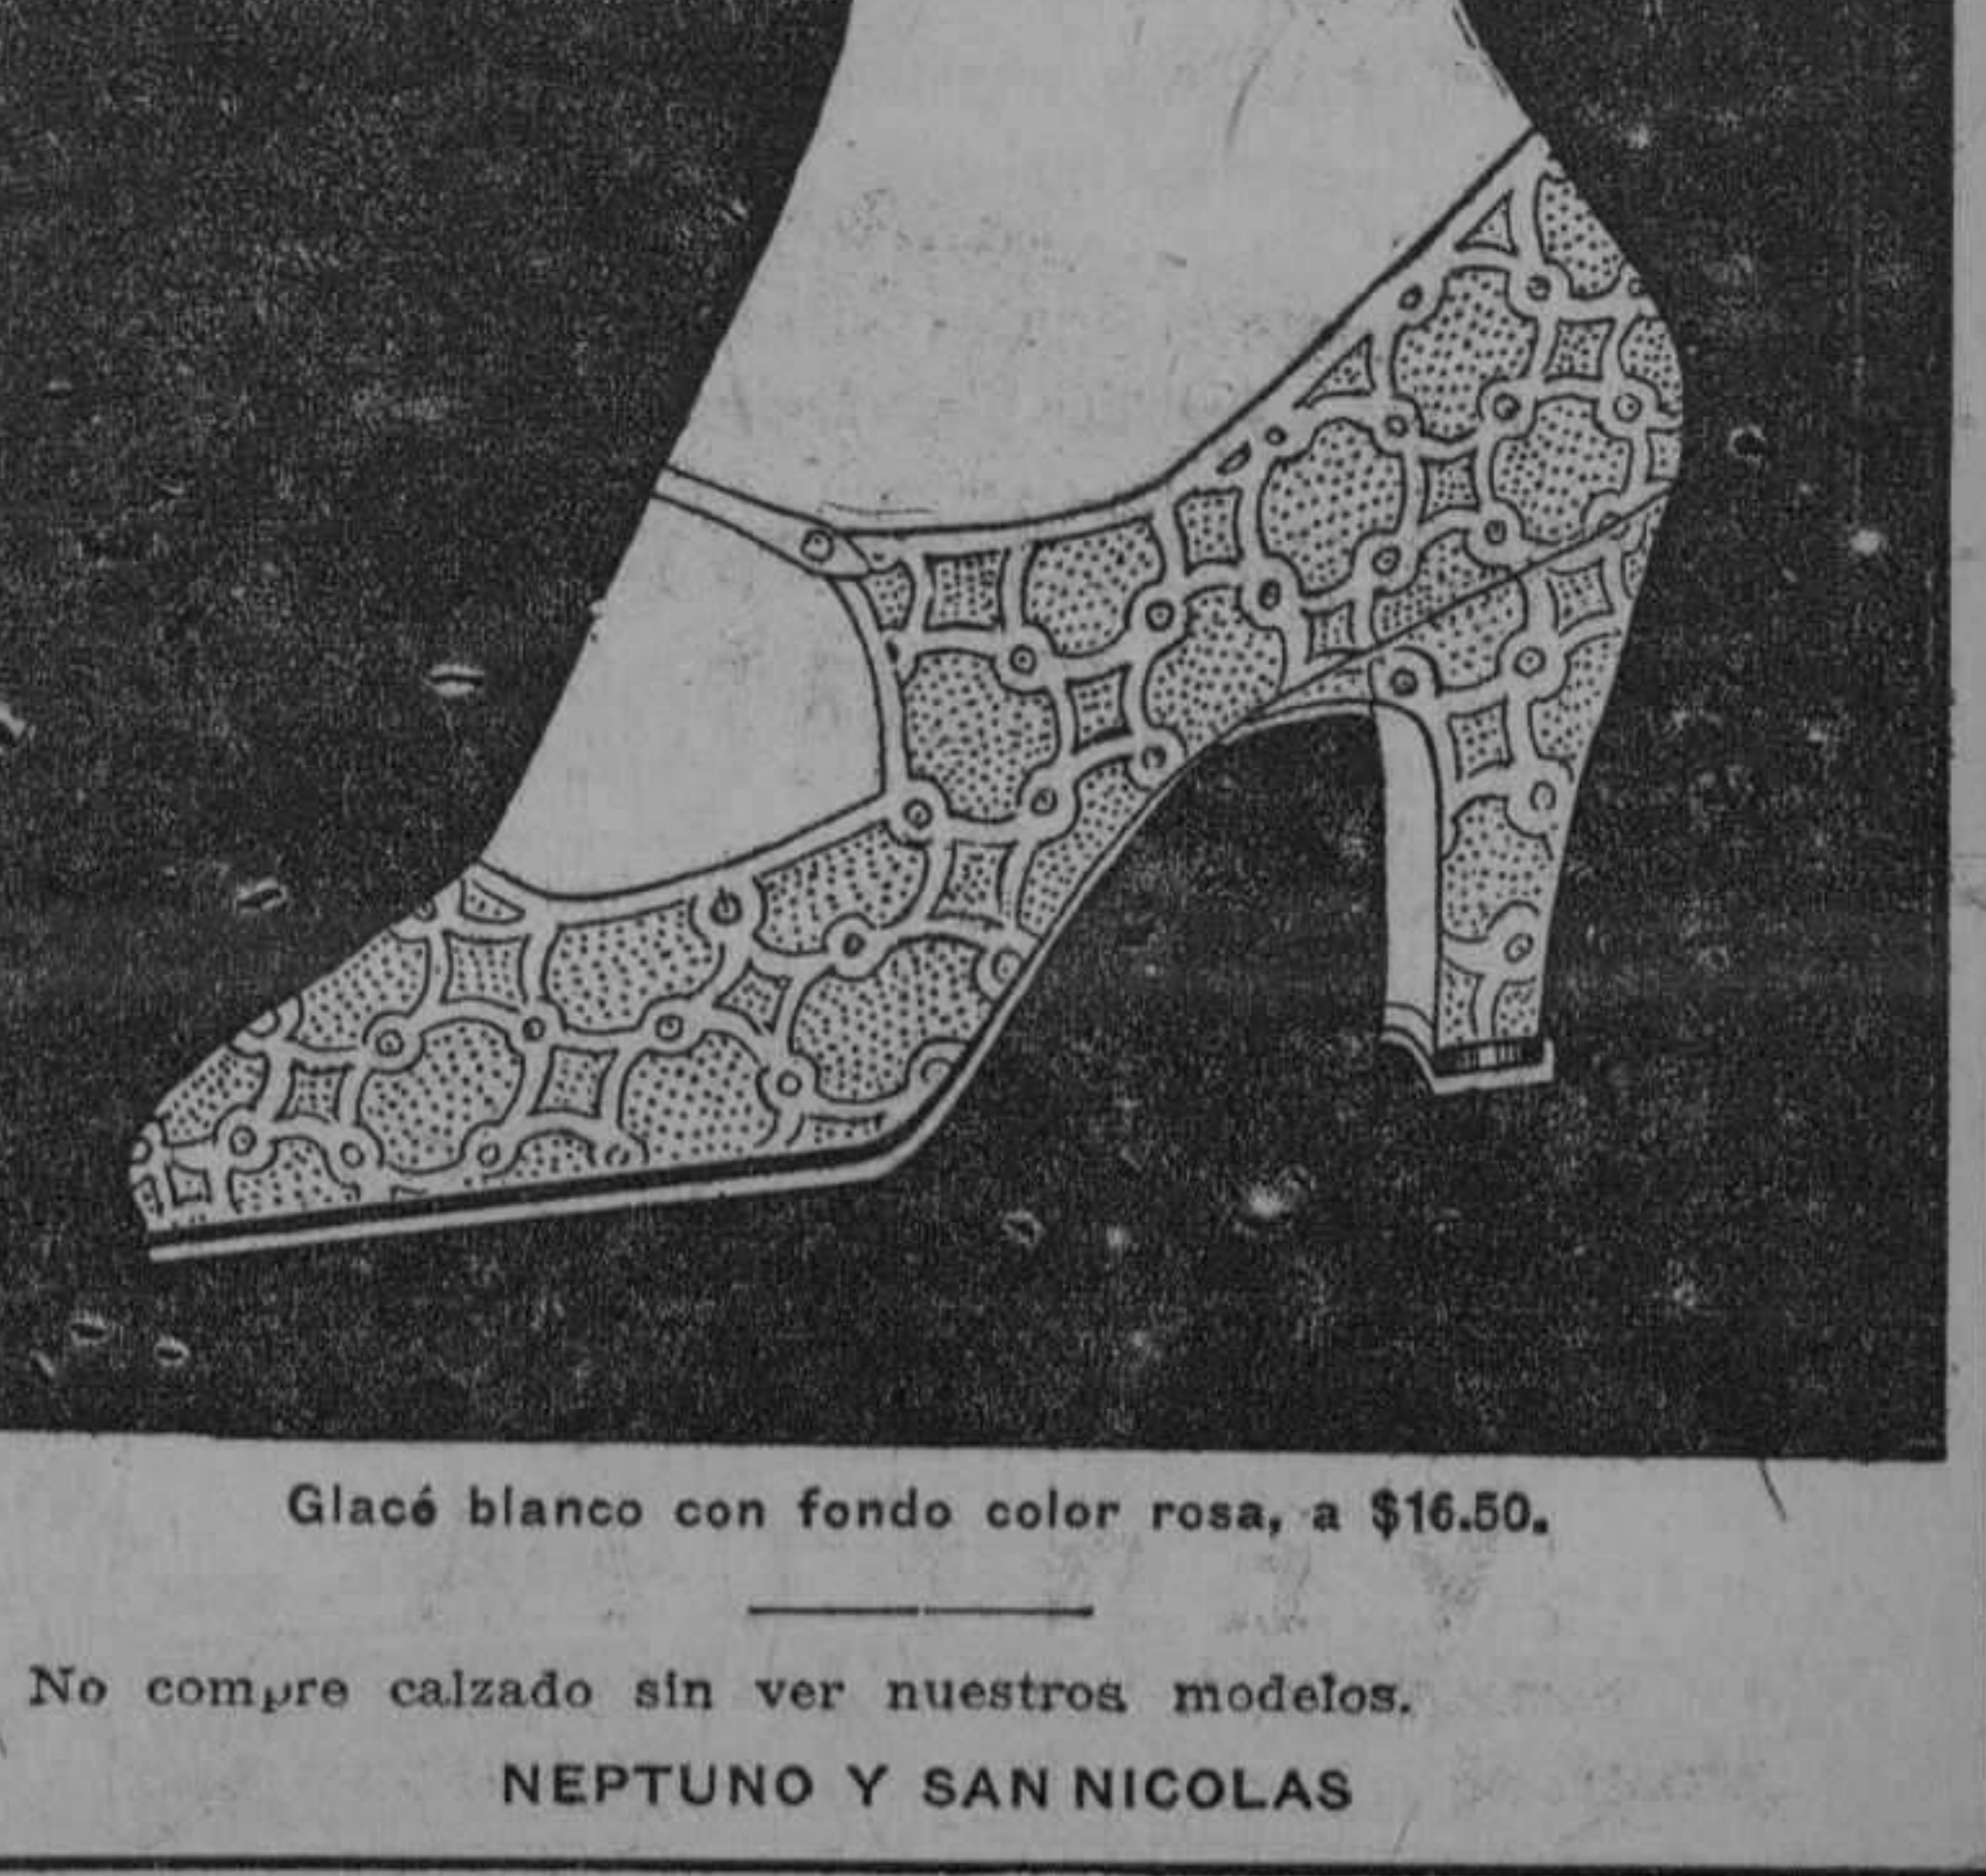 Glacé blanco con fondo color rosa, a $16.50.
No compre calzado sin ver nuestros modelos.
NEPTUNO Y SAN NICOLAS